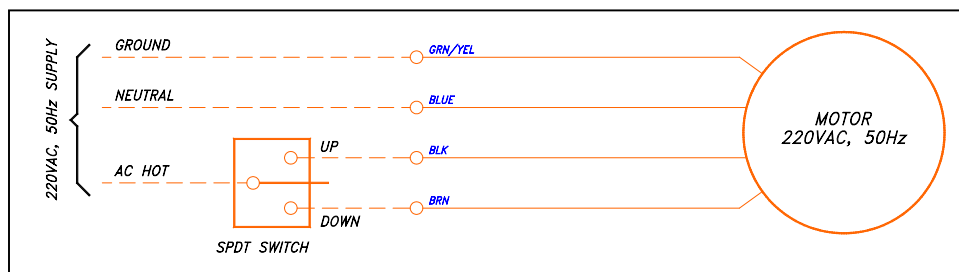 220VAC, 50Hz SUPPLY
GROUND
GRN/YEL
NEUTRAL
BLUE
MOTOR
220VAC, 50Hz
UP
BLK
AC HOT
BRN
DOWN
SPDT SWITCH